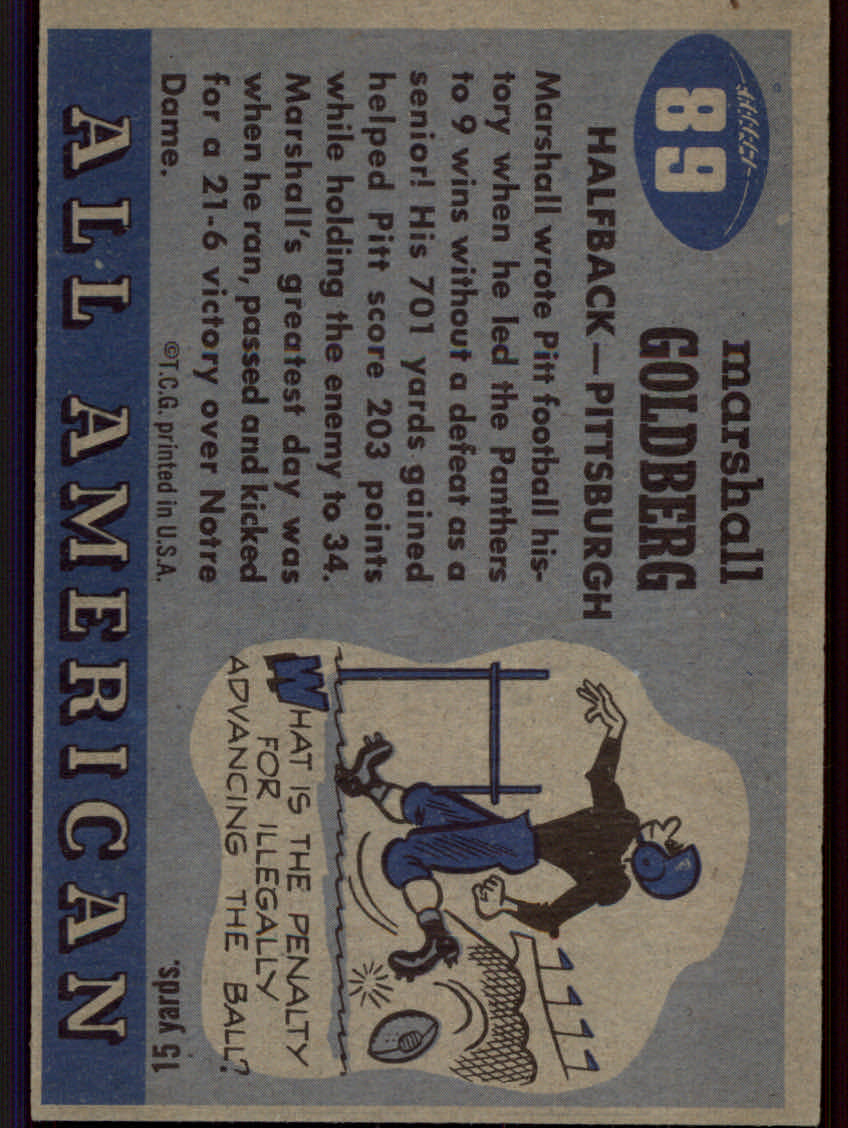 89
marshall
GOLDBERG
HALFBACK—PITTSBURGH
Marshall wrote Pitt football his-
tory when he led the Panthers
to 9 wins without a defeat as a
senior! His 701 yards gained
helped Pitt score 203 points
while holding the enemy to 34.
Marshall's greatest day was
when he ran, passed and kicked
for a 21-6 victory over Notre
Dame.
©T.C.G. printed in U.S.A.
WHAT IS THE PENALTY
FOR ILLEGALLY
ADVANCING THE BALL?
15 yards.
ALL AMERICAN